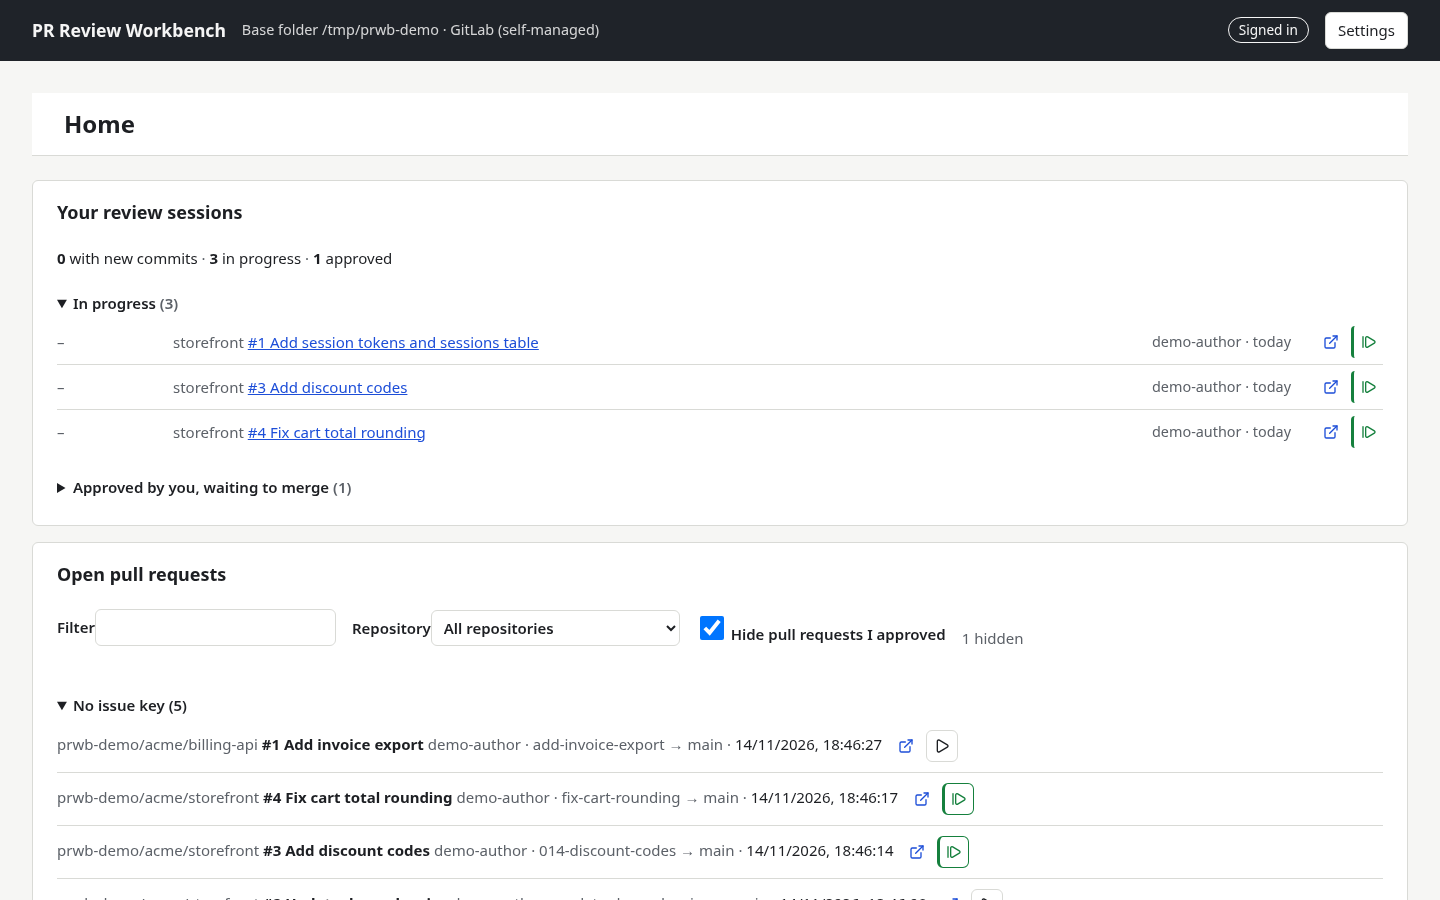 PR Review Workbench Base folder /tmp/prwb-demo · GitLab (self-managed) Signed in Settings
Home
Your review sessions
0 with new commits · 3 in progress · 1 approved
▼ In progress (3)
– storefront #1 Add session tokens and sessions table demo-author · today
– storefront #3 Add discount codes demo-author · today
– storefront #4 Fix cart total rounding demo-author · today
▶ Approved by you, waiting to merge (1)
Open pull requests
Filter Repository All repositories Hide pull requests I approved 1 hidden
▼ No issue key (5)
prwb-demo/acme/billing-api #1 Add invoice export demo-author · add-invoice-export → main · 14/11/2026, 18:46:27
prwb-demo/acme/storefront #4 Fix cart total rounding demo-author · fix-cart-rounding → main · 14/11/2026, 18:46:17
prwb-demo/acme/storefront #3 Add discount codes demo-author · 014-discount-codes → main · 14/11/2026, 18:46:14